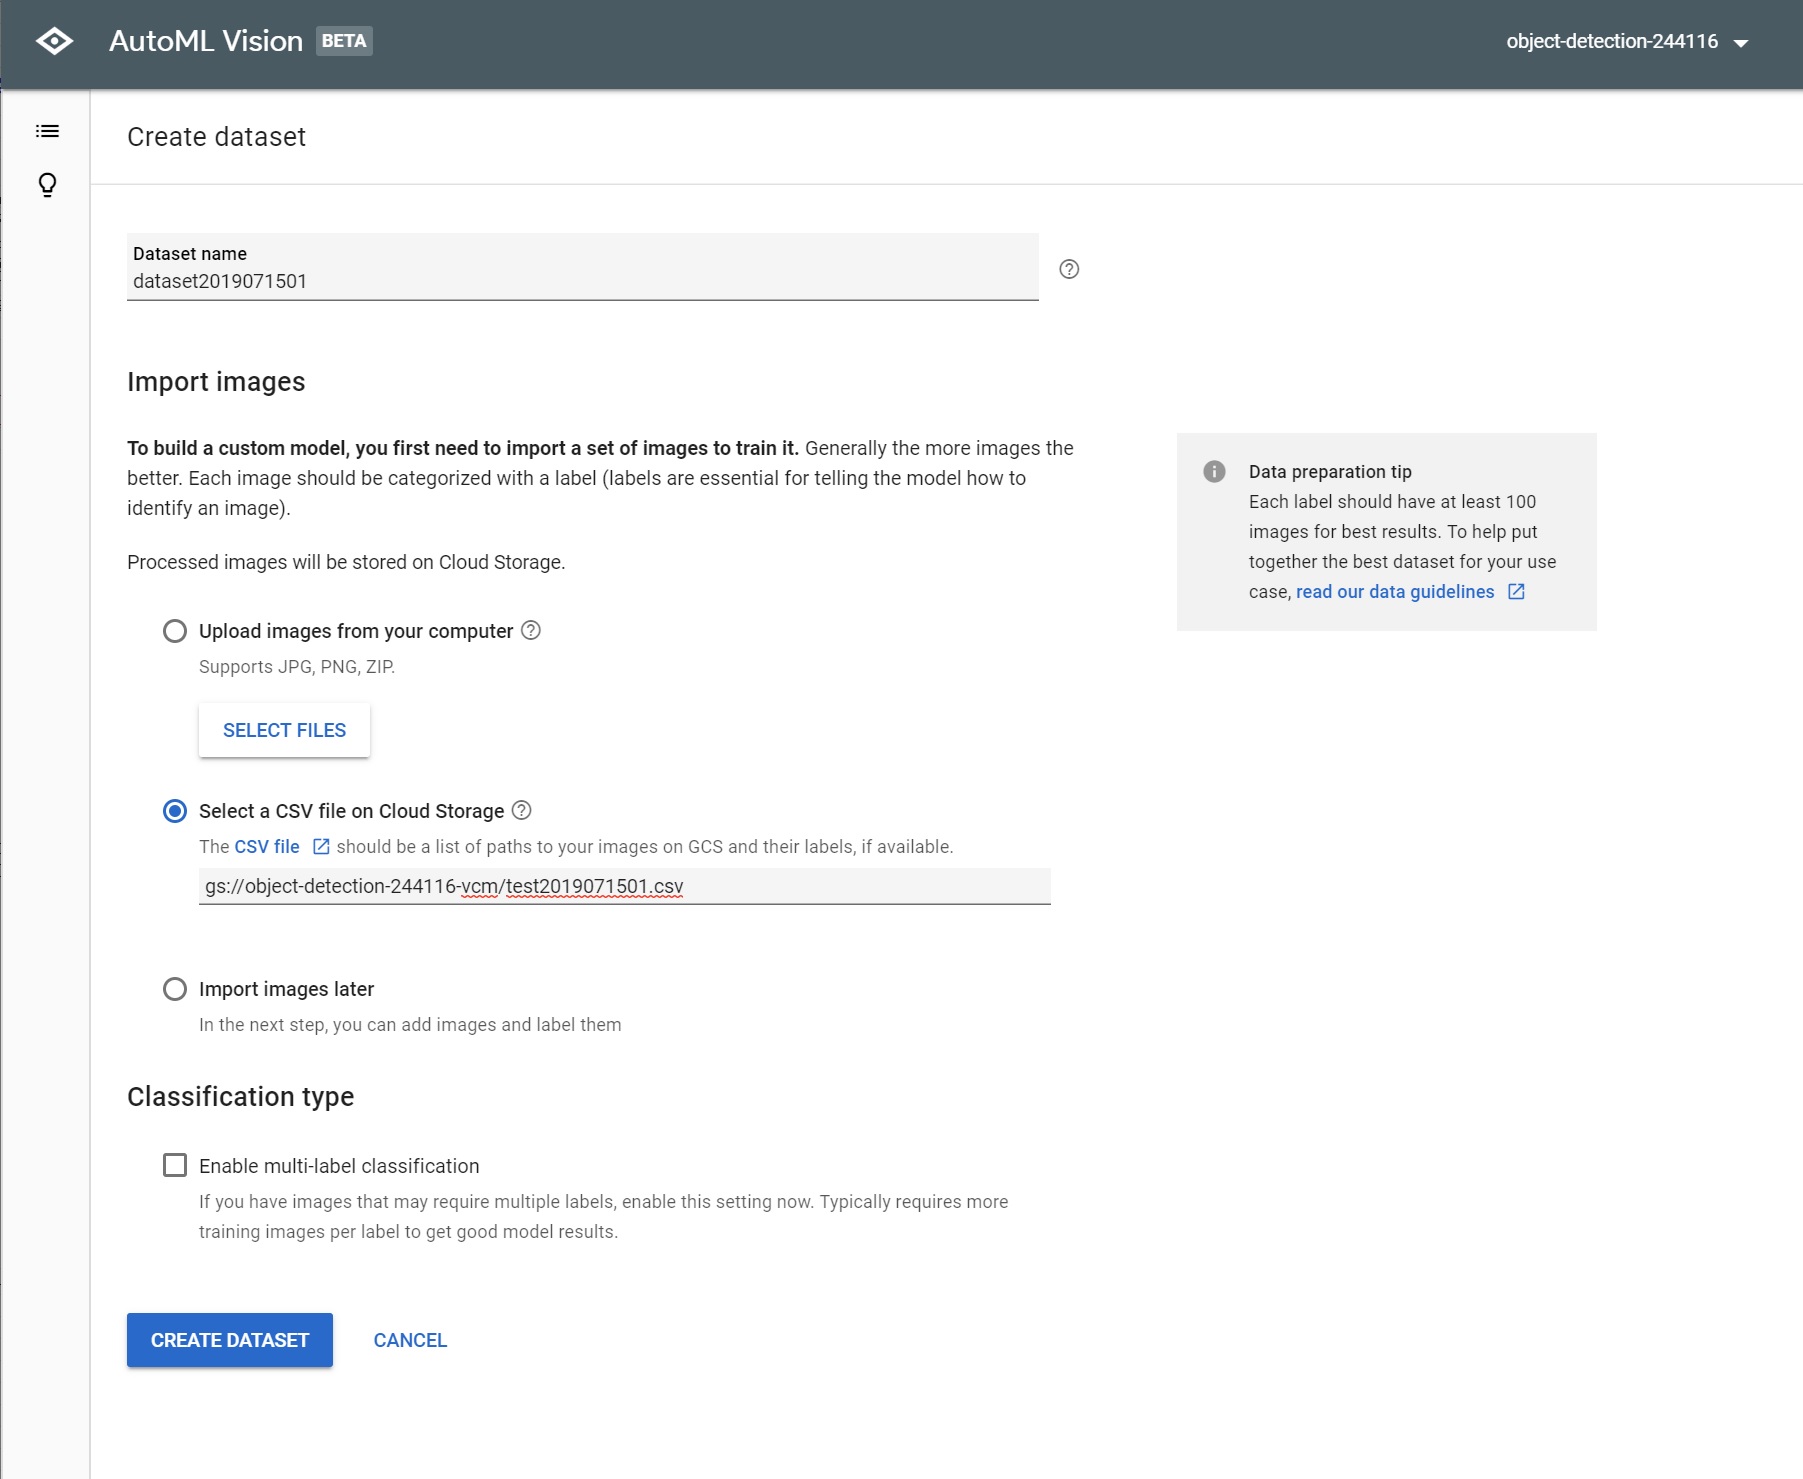 AutoML Vision BETA
object-detection-244116
Create dataset
Dataset name
dataset2019071501
Import images
To build a custom model, you first need to import a set of images to train it. Generally the more images the
better. Each image should be categorized with a label (labels are essential for telling the model how to
identify an image).
Processed images will be stored on Cloud Storage.
Data preparation tip
Each label should have at least 100
images for best results. To help put
together the best dataset for your use
case, read our data guidelines
Upload images from your computer
Supports JPG, PNG, ZIP.
SELECT FILES
Select a CSV file on Cloud Storage
The CSV file should be a list of paths to your images on GCS and their labels, if available.
gs://object-detection-244116-vcm/test2019071501.csv
Import images later
In the next step, you can add images and label them
Classification type
Enable multi-label classification
If you have images that may require multiple labels, enable this setting now. Typically requires more
training images per label to get good model results.
CREATE DATASET
CANCEL